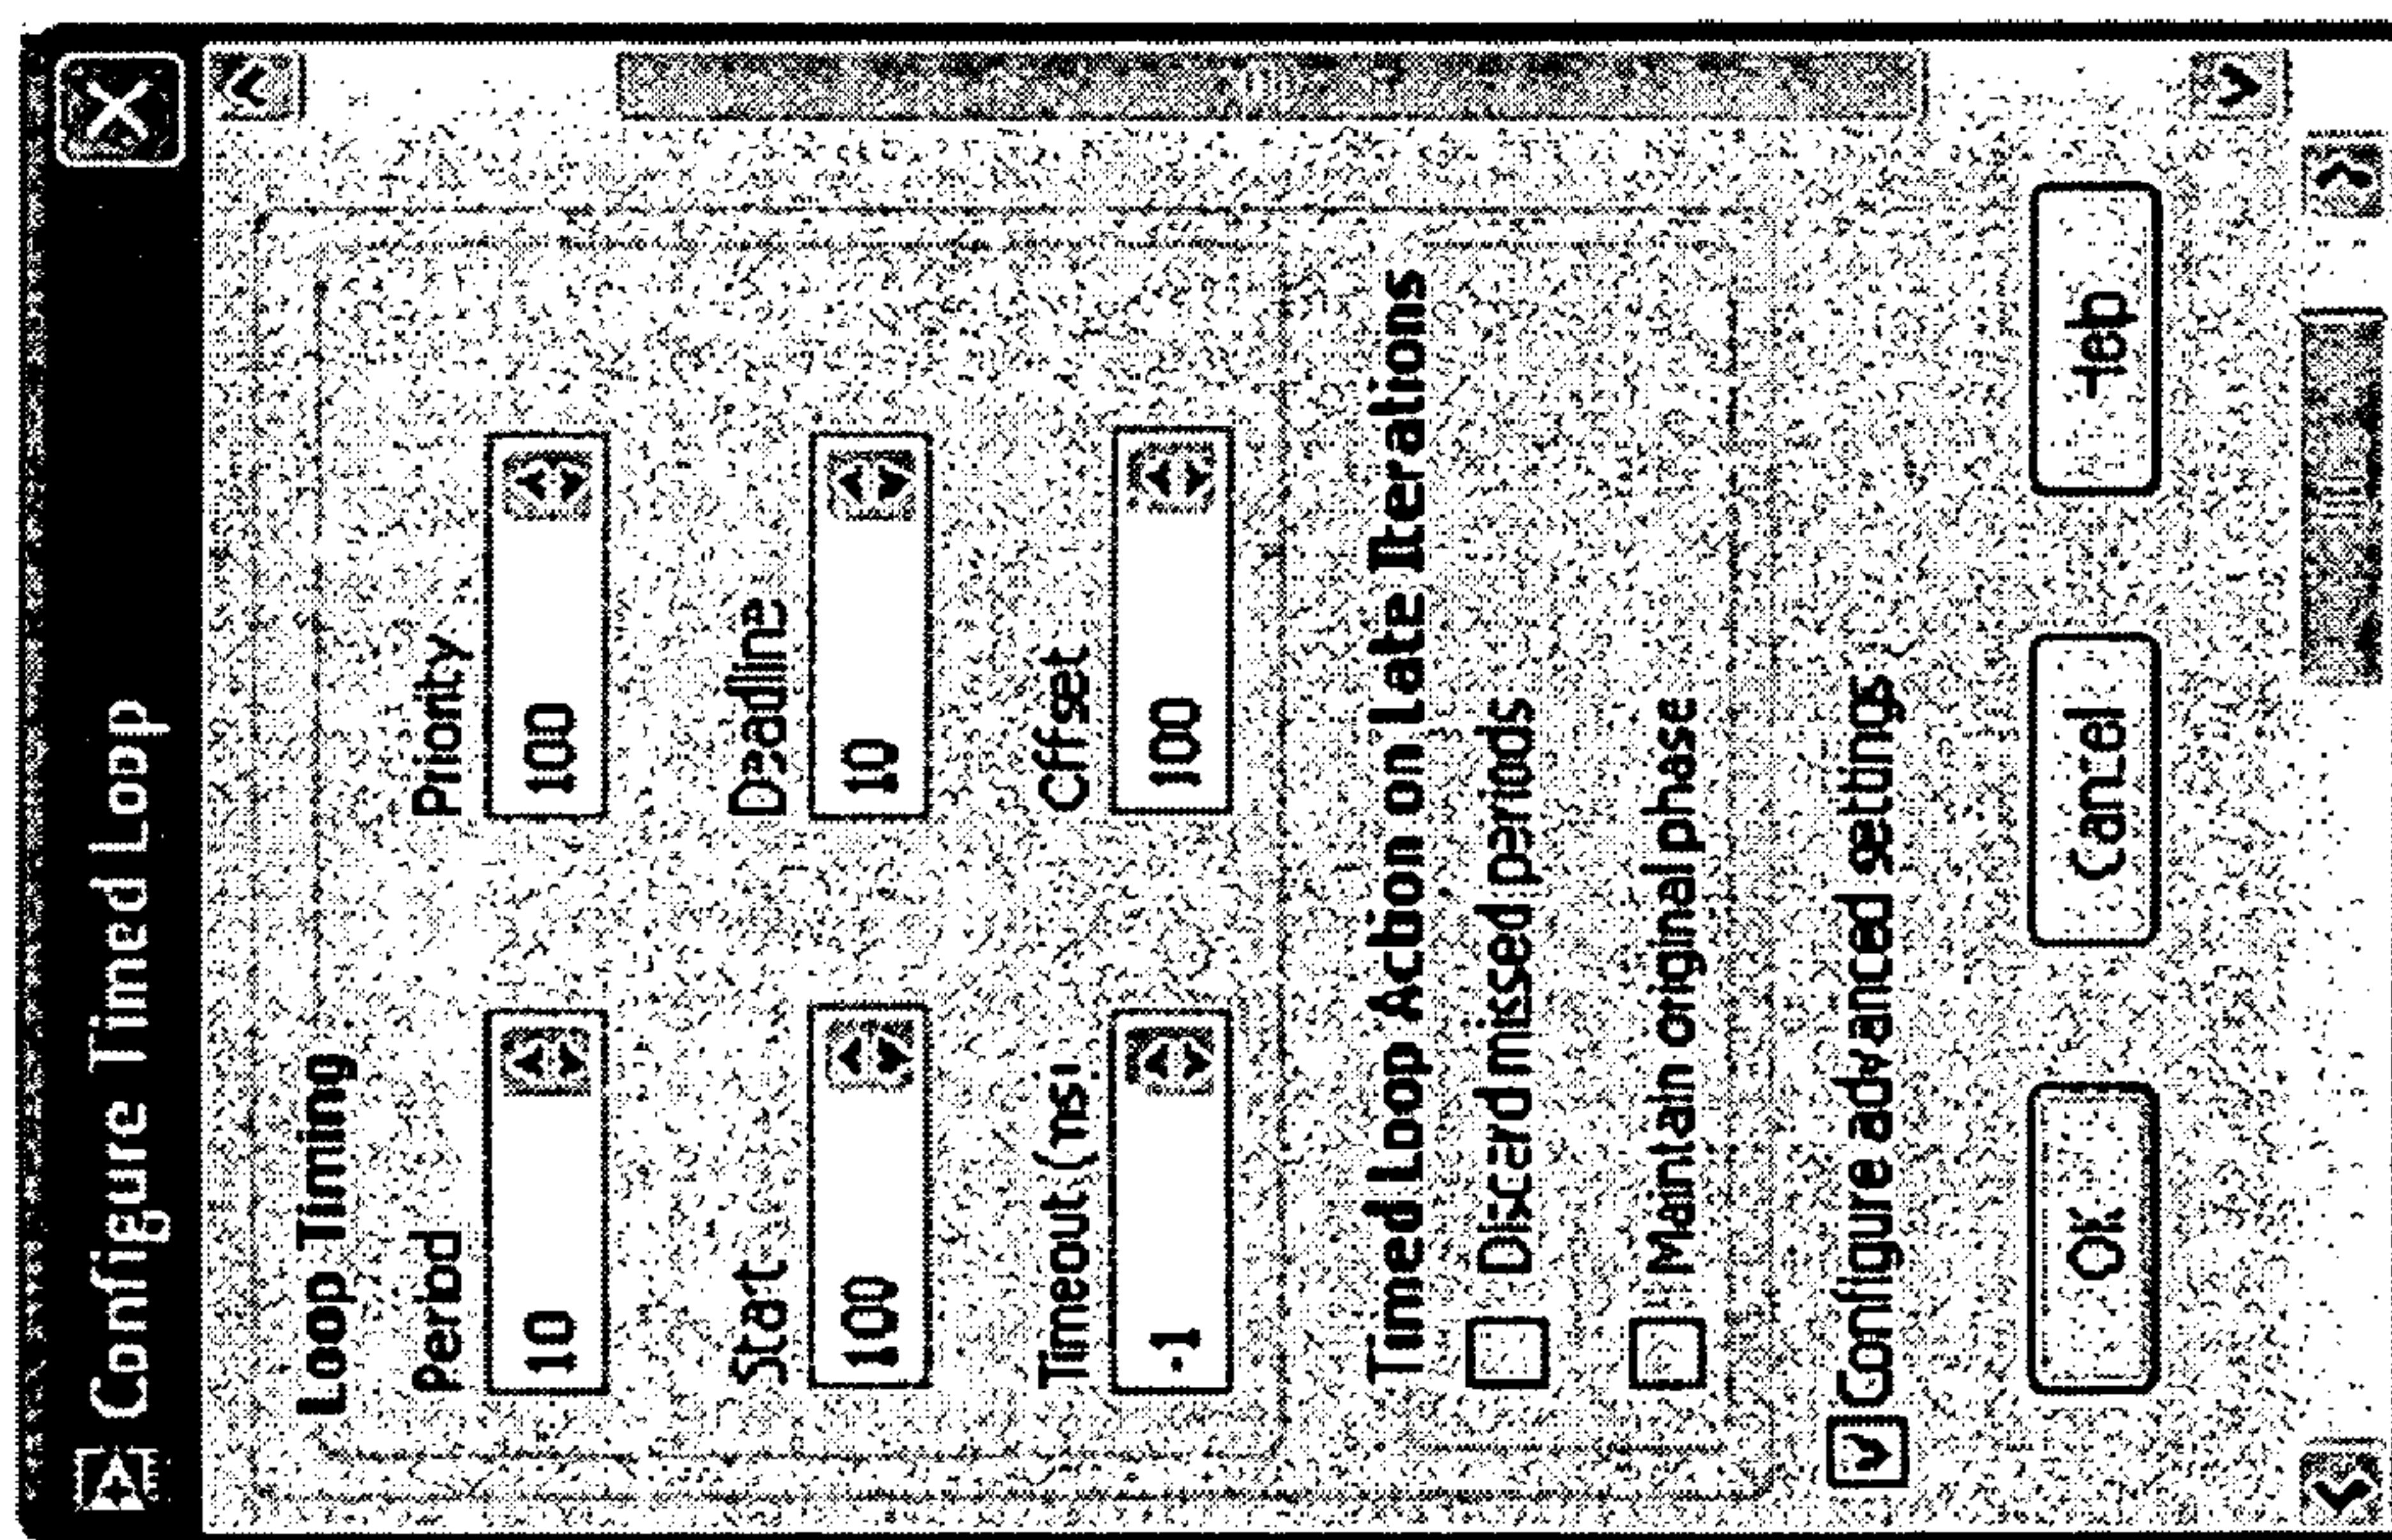 Configure Timed Loop
Loop Timing
Period Priority
10 100
Start Deadline
100 10
Timeout (ms) Offset
-1 100
Timed Loop Action on Late Iterations
Discard missed periods
Maintain original phase
Configure advanced settings
OK Cancel Help